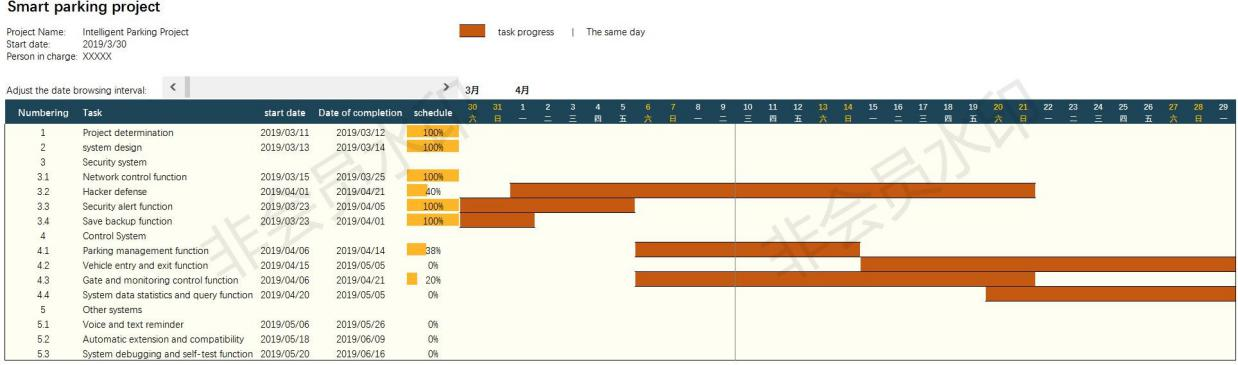 Smart parking project
Project Name: Intelligent Parking Project
Start date: 2019/3/30
Person in charge: XXXXX
task progress | The same day
Adjust the date browsing interval: < > 3月 4月
Numbering Task start date Date of completion schedule 30 31 1 2 3 4 5 6 7 8 9 10 11 12 13 14 15 16 17 18 19 20 21 22 23 24 25 26 27 28 29
六 日 一 二 三 四 五 六 日 一 二 三 四 五 六 日 一 二 三 四 五 六 日 一 二 三 四 五 六 日 一
1 Project determination 2019/03/11 2019/03/12 100%
2 system design 2019/03/13 2019/03/14 100%
3 Security system
3.1 Network control function 2019/03/15 2019/03/25 100%
3.2 Hacker defense 2019/04/01 2019/04/21 40%
3.3 Security alert function 2019/03/23 2019/04/05 100%
3.4 Save backup function 2019/03/23 2019/04/01 100%
4 Control System
4.1 Parking management function 2019/04/06 2019/04/14 38%
4.2 Vehicle entry and exit function 2019/04/15 2019/05/05 0%
4.3 Gate and monitoring control function 2019/04/06 2019/04/21 20%
4.4 System data statistics and query function 2019/04/20 2019/05/05 0%
5 Other systems
5.1 Voice and text reminder 2019/05/06 2019/05/26 0%
5.2 Automatic extension and compatibility 2019/05/18 2019/06/09 0%
5.3 System debugging and self-test function 2019/05/20 2019/06/16 0%
非会员水印
非会员水印